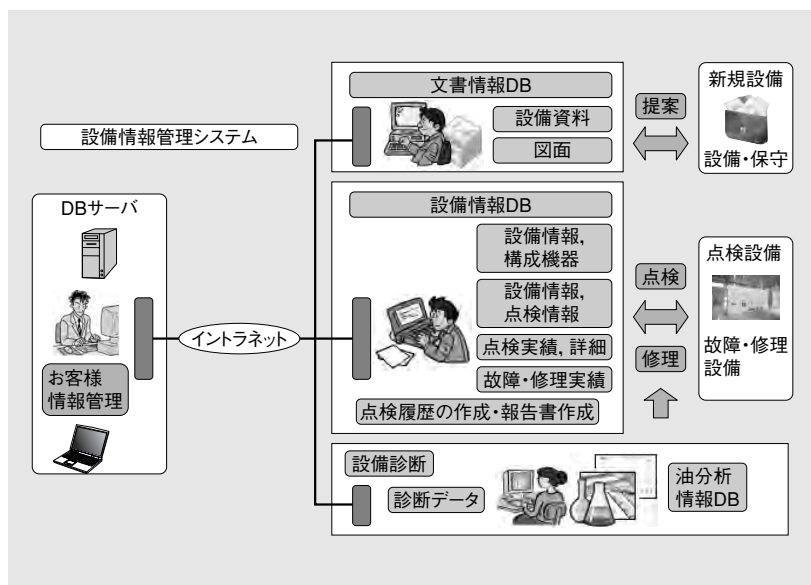 設備情報管理システム
DBサーバ
お客様
情報管理
イントラネット
文書情報DB
設備資料
図面
設備情報DB
設備情報,
構成機器
設備情報,
点検情報
点検実績, 詳細
故障・修理実績
点検履歴の作成・報告書作成
設備診断
診断データ
油分析
情報DB
提案
新規設備
設備・保守
点検
修理
点検設備
故障・修理
設備